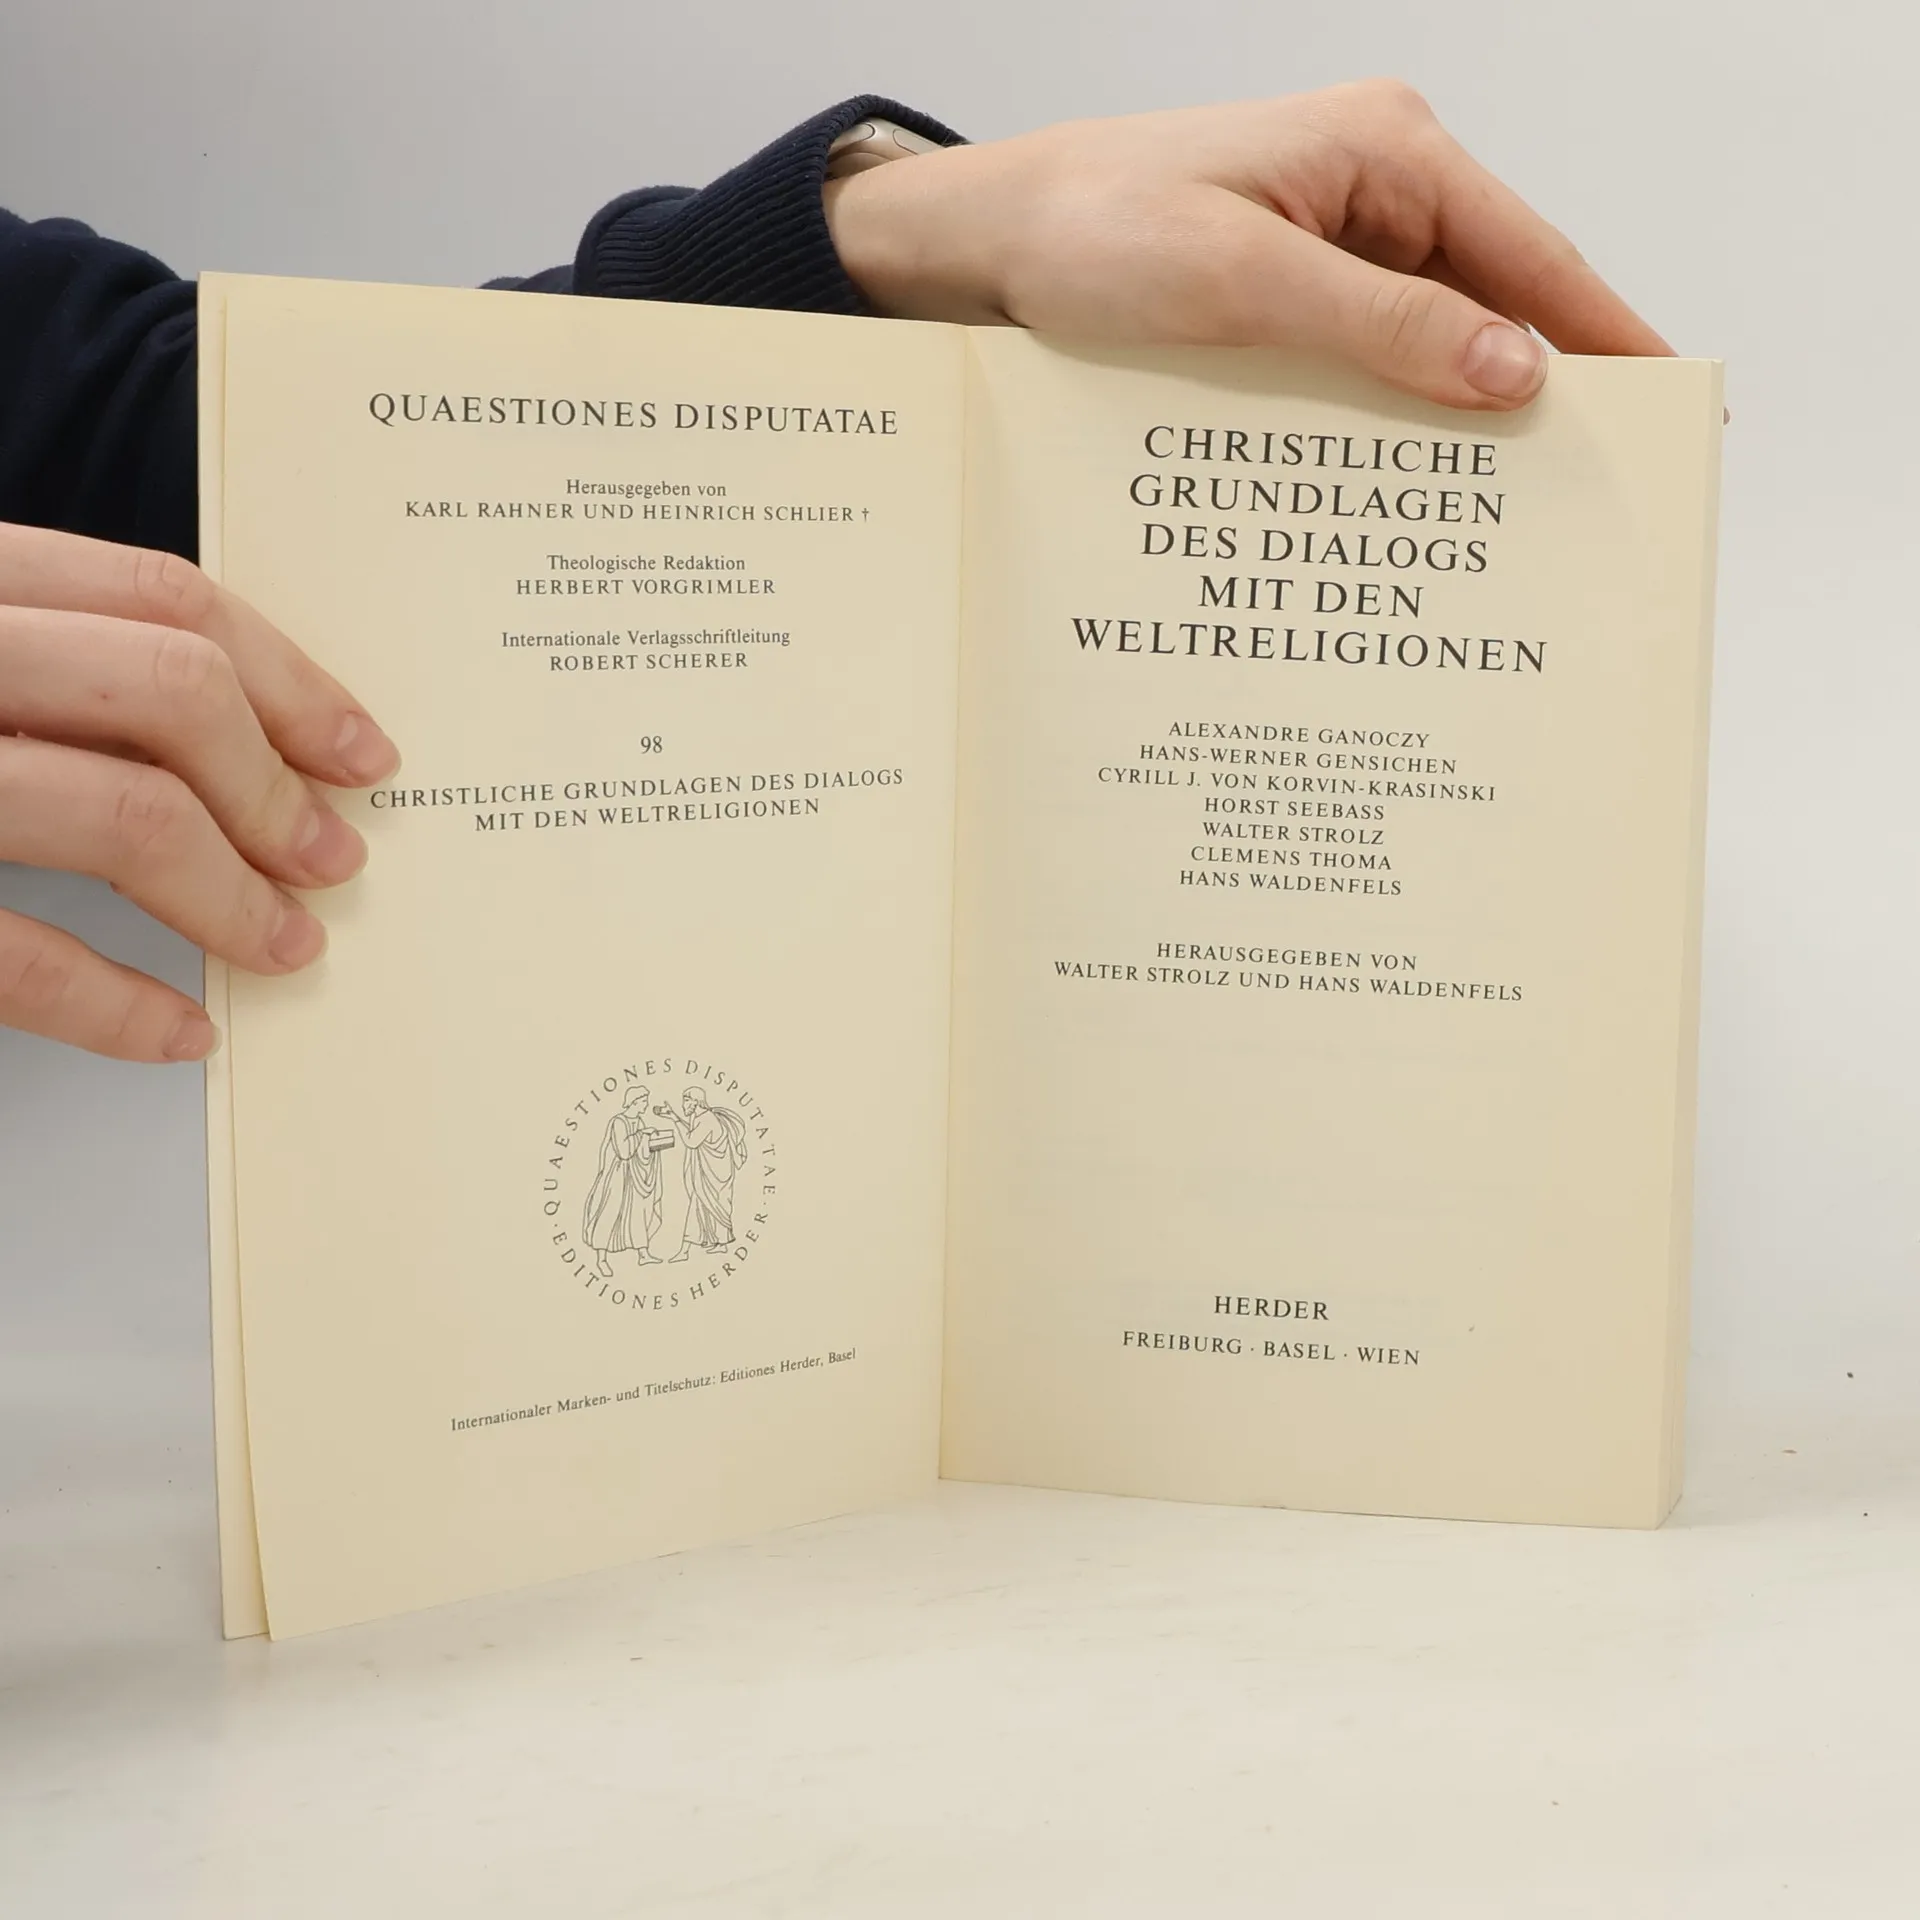 QUAESTIONES DISPUTATAE
Herausgegeben von
KARL RAHNER UND HEINRICH SCHLIER †
Theologische Redaktion
HERBERT VORGRIMLER
Internationale Verlagsschriftleitung
ROBERT SCHERER
98
CHRISTLICHE GRUNDLAGEN DES DIALOGS
MIT DEN WELTRELIGIONEN
QUAESTIONES DISPUTATAE ·
EDITIONES HERDER ·
Internationaler Marken- und Titelschutz: Editiones Herder, Basel
CHRISTLICHE
GRUNDLAGEN
DES DIALOGS
MIT DEN
WELTRELIGIONEN
ALEXANDRE GANOCZY
HANS-WERNER GENSICHEN
CYRILL J. VON KORVIN-KRASINSKI
HORST SEEBASS
WALTER STROLZ
CLEMENS THOMA
HANS WALDENFELS
HERAUSGEGEBEN VON
WALTER STROLZ UND HANS WALDENFELS
HERDER
FREIBURG · BASEL · WIEN